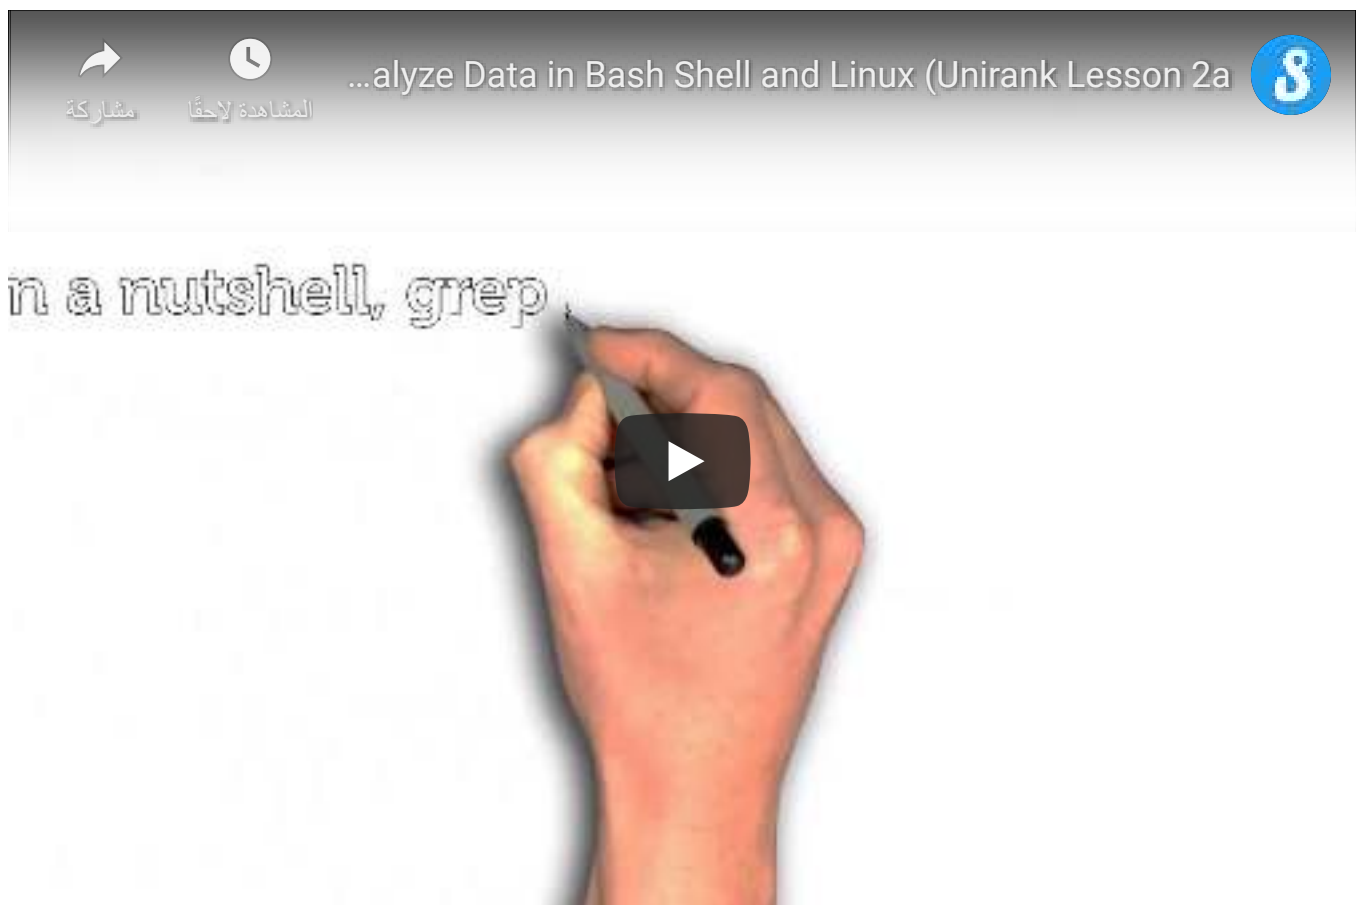 ...alyze Data in Bash Shell and Linux (Unirank Lesson 2a
S
المشاهدة لاحقًا
مشاركة
n a nutshell, grep